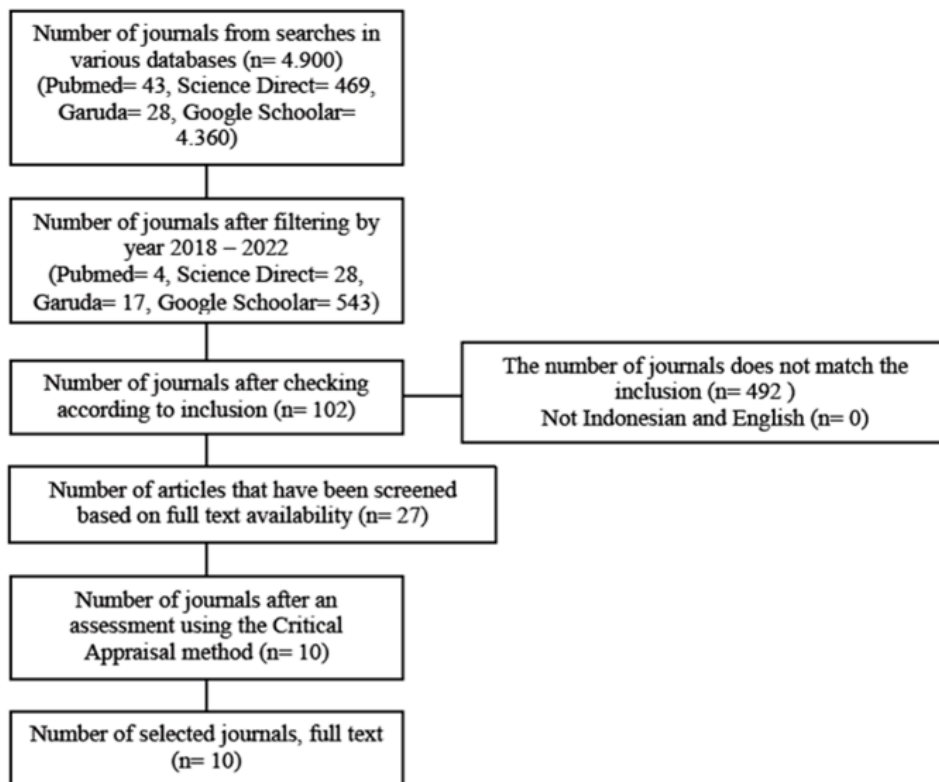 Number of journals from searches in
various databases (n= 4.900)
(Pubmed= 43, Science Direct= 469,
Garuda= 28, Google Schoolar=
4.360)
Number of journals after filtering by
year 2018 – 2022
(Pubmed= 4, Science Direct= 28,
Garuda= 17, Google Schoolar= 543)
Number of journals after checking
according to inclusion (n= 102)
The number of journals does not match the
inclusion (n= 492 )
Not Indonesian and English (n= 0)
Number of articles that have been screened
based on full text availability (n= 27)
Number of journals after an
assessment using the Critical
Appraisal method (n= 10)
Number of selected journals, full text
(n= 10)